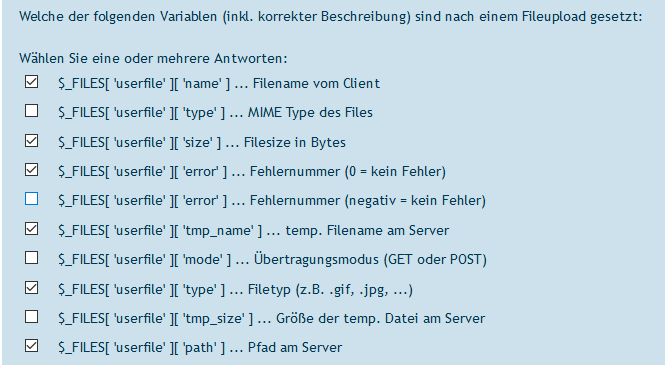 Welche der folgenden Variablen (inkl. korrekter Beschreibung) sind nach einem Fileupload gesetzt:
Wählen Sie eine oder mehrere Antworten:
$_FILES[ 'userfile' ][ 'name' ] ... Filename vom Client
$_FILES[ 'userfile' ][ 'type' ] ... MIME Type des Files
$_FILES[ 'userfile' ][ 'size' ] ... Filesize in Bytes
$_FILES[ 'userfile' ][ 'error' ] ... Fehlernummer (0 = kein Fehler)
$_FILES[ 'userfile' ][ 'error' ] ... Fehlernummer (negativ = kein Fehler)
$_FILES[ 'userfile' ][ 'tmp_name' ] ... temp. Filename am Server
$_FILES[ 'userfile' ][ 'mode' ] ... Übertragungsmodus (GET oder POST)
$_FILES[ 'userfile' ][ 'type' ] ... Filetyp (z.B. .gif, .jpg, ...)
$_FILES[ 'userfile' ][ 'tmp_size' ] ... Größe der temp. Datei am Server
$_FILES[ 'userfile' ][ 'path' ] ... Pfad am Server